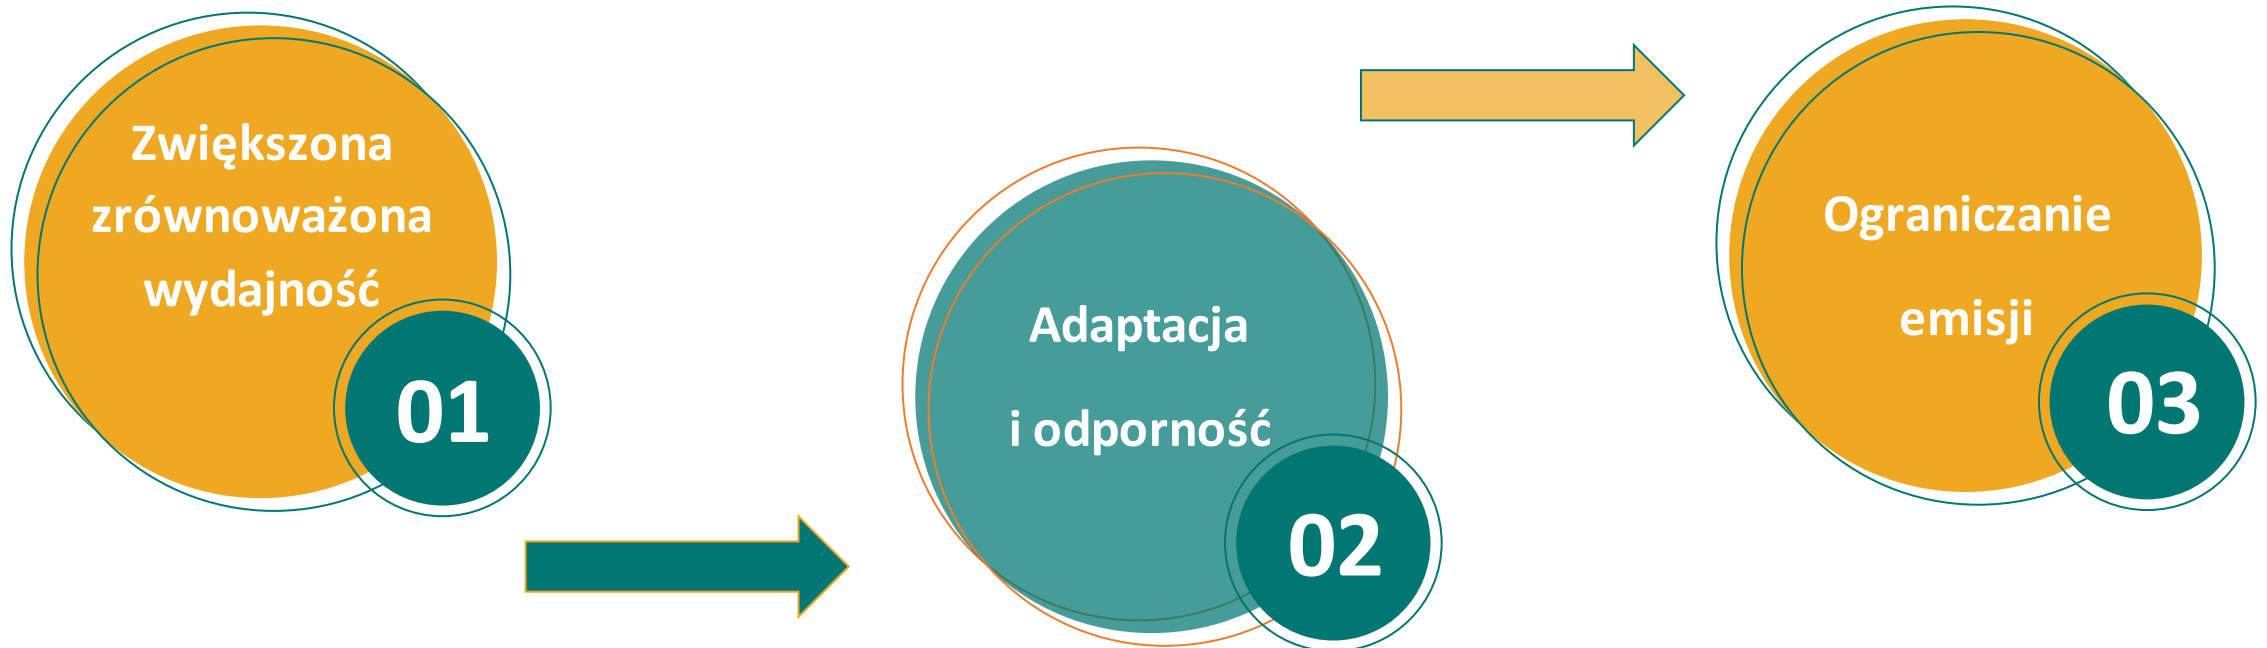 Zwiększona
zrównoważona
wydajność
01
Adaptacja
i odporność
02
Ograniczanie
emisji
03